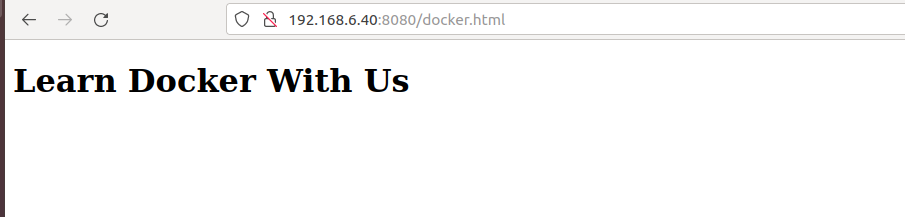 192.168.6.40:8080/docker.html
Learn Docker With Us